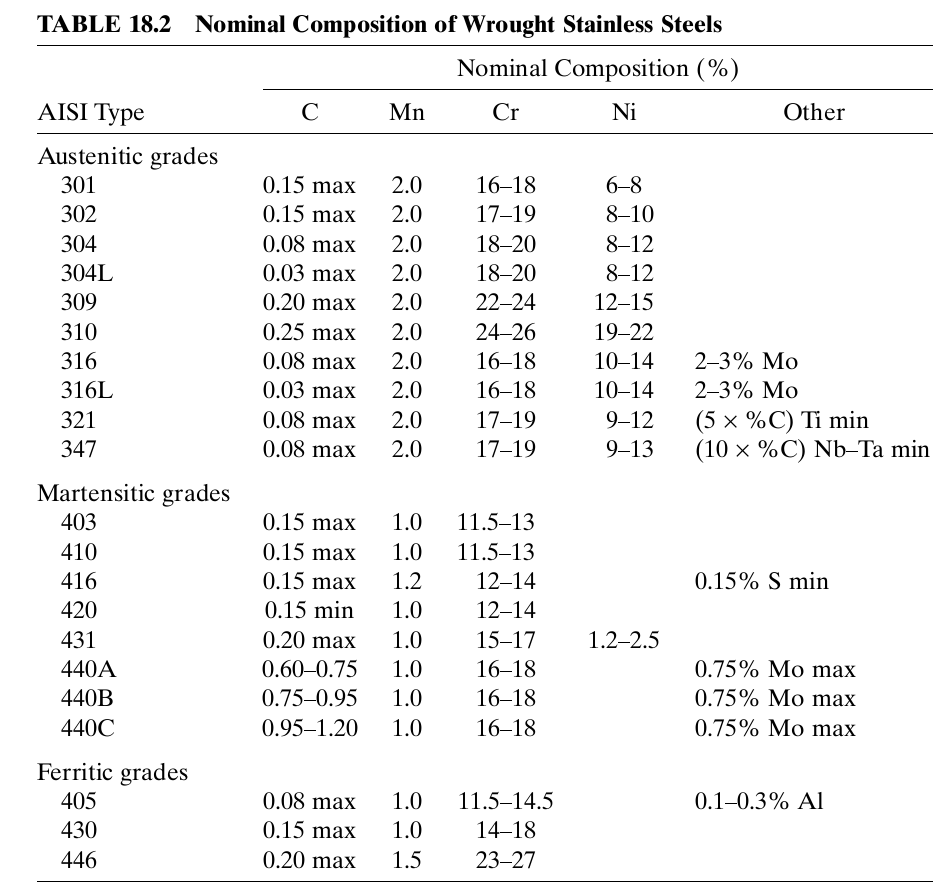 TABLE 18.2 Nominal Composition of Wrought Stainless Steels
Nominal Composition (%)
AISI Type C Mn Cr Ni Other
Austenitic grades
301 0.15 max 2.0 16–18 6–8
302 0.15 max 2.0 17–19 8–10
304 0.08 max 2.0 18–20 8–12
304L 0.03 max 2.0 18–20 8–12
309 0.20 max 2.0 22–24 12–15
310 0.25 max 2.0 24–26 19–22
316 0.08 max 2.0 16–18 10–14 2–3% Mo
316L 0.03 max 2.0 16–18 10–14 2–3% Mo
321 0.08 max 2.0 17–19 9–12 (5 × %C) Ti min
347 0.08 max 2.0 17–19 9–13 (10 × %C) Nb–Ta min
Martensitic grades
403 0.15 max 1.0 11.5–13
410 0.15 max 1.0 11.5–13
416 0.15 max 1.2 12–14 0.15% S min
420 0.15 min 1.0 12–14
431 0.20 max 1.0 15–17 1.2–2.5
440A 0.60–0.75 1.0 16–18 0.75% Mo max
440B 0.75–0.95 1.0 16–18 0.75% Mo max
440C 0.95–1.20 1.0 16–18 0.75% Mo max
Ferritic grades
405 0.08 max 1.0 11.5–14.5 0.1–0.3% Al
430 0.15 max 1.0 14–18
446 0.20 max 1.5 23–27